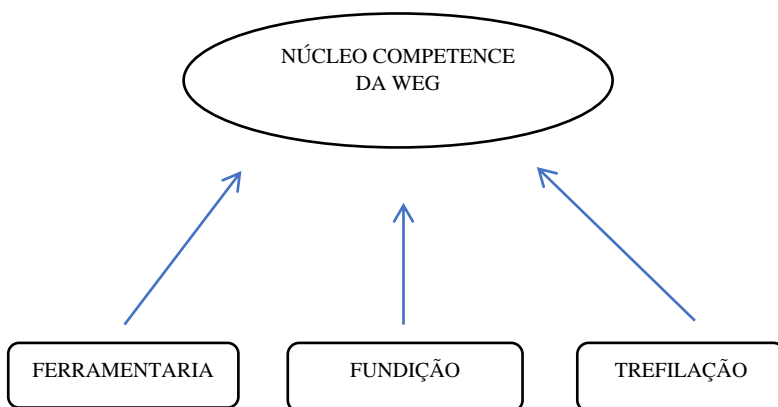 NÚCLEO COMPETENCE
DA WEG
FERRAMENTARIA
FUNDIÇÃO
TREFILAÇÃO